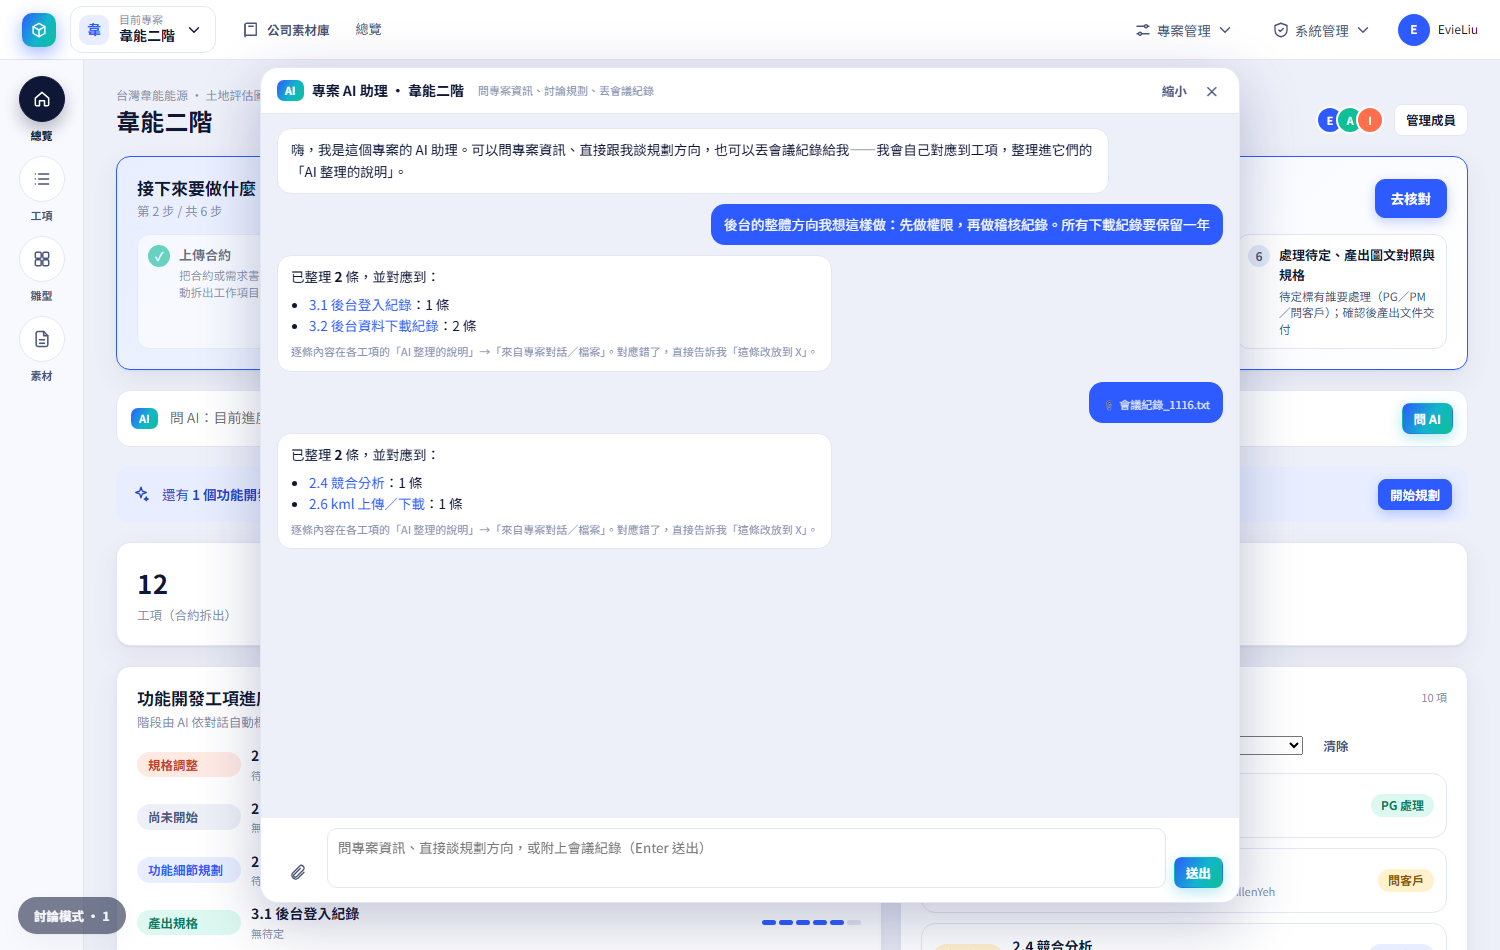 韋
目前專案
韋能二階
公司素材庫
總覽
專案管理
系統管理
E
EvieLiu
總覽
工項
雛型
素材
台灣韋能能源 · 土地評估
韋能二階
E
A
I
管理成員
接下來要做什麼
第 2 步 / 共 6 步
上傳合約
把合約或需求書
動拆出工作項目
去核對
6
處理待定、產出圖文對照與
規格
待定標有誰要處理（PG／PM
／問客戶）；確認後產出文件交
付
AI
問 AI：目前進
問 AI
還有 1 個功能開
開始規劃
12
工項（合約拆出）
功能開發工項進
階段由 AI 依對話自動
規格調整
2
待
尚未開始
2
無
功能細節規劃
2
待
產出規格
3.1 後台登入紀錄
無待定
討論模式 · 1
10 項
清除
PG 處理
llenYeh
問客戶
2.4 競合分析
AI
專案 AI 助理 · 韋能二階
問專案資訊、討論規劃、丟會議紀錄
縮小
嗨，我是這個專案的 AI 助理。可以問專案資訊、直接跟我談規劃方向，也可以丟會議紀錄給我——我會自己對應到工項，整理進它們的
「AI 整理的說明」。
後台的整體方向我想這樣做：先做權限，再做稽核紀錄。所有下載紀錄要保留一年
已整理 2 條，並對應到：
• 3.1 後台登入紀錄：1 條
• 3.2 後台資料下載紀錄：2 條
逐條內容在各工項的「AI 整理的說明」→「來自專案對話／檔案」。對應錯了，直接告訴我「這條改放到 X」。
會議紀錄_1116.txt
已整理 2 條，並對應到：
• 2.4 競合分析：1 條
• 2.6 kml 上傳／下載：1 條
逐條內容在各工項的「AI 整理的說明」→「來自專案對話／檔案」。對應錯了，直接告訴我「這條改放到 X」。
問專案資訊、直接談規劃方向，或附上會議紀錄（Enter 送出）
送出